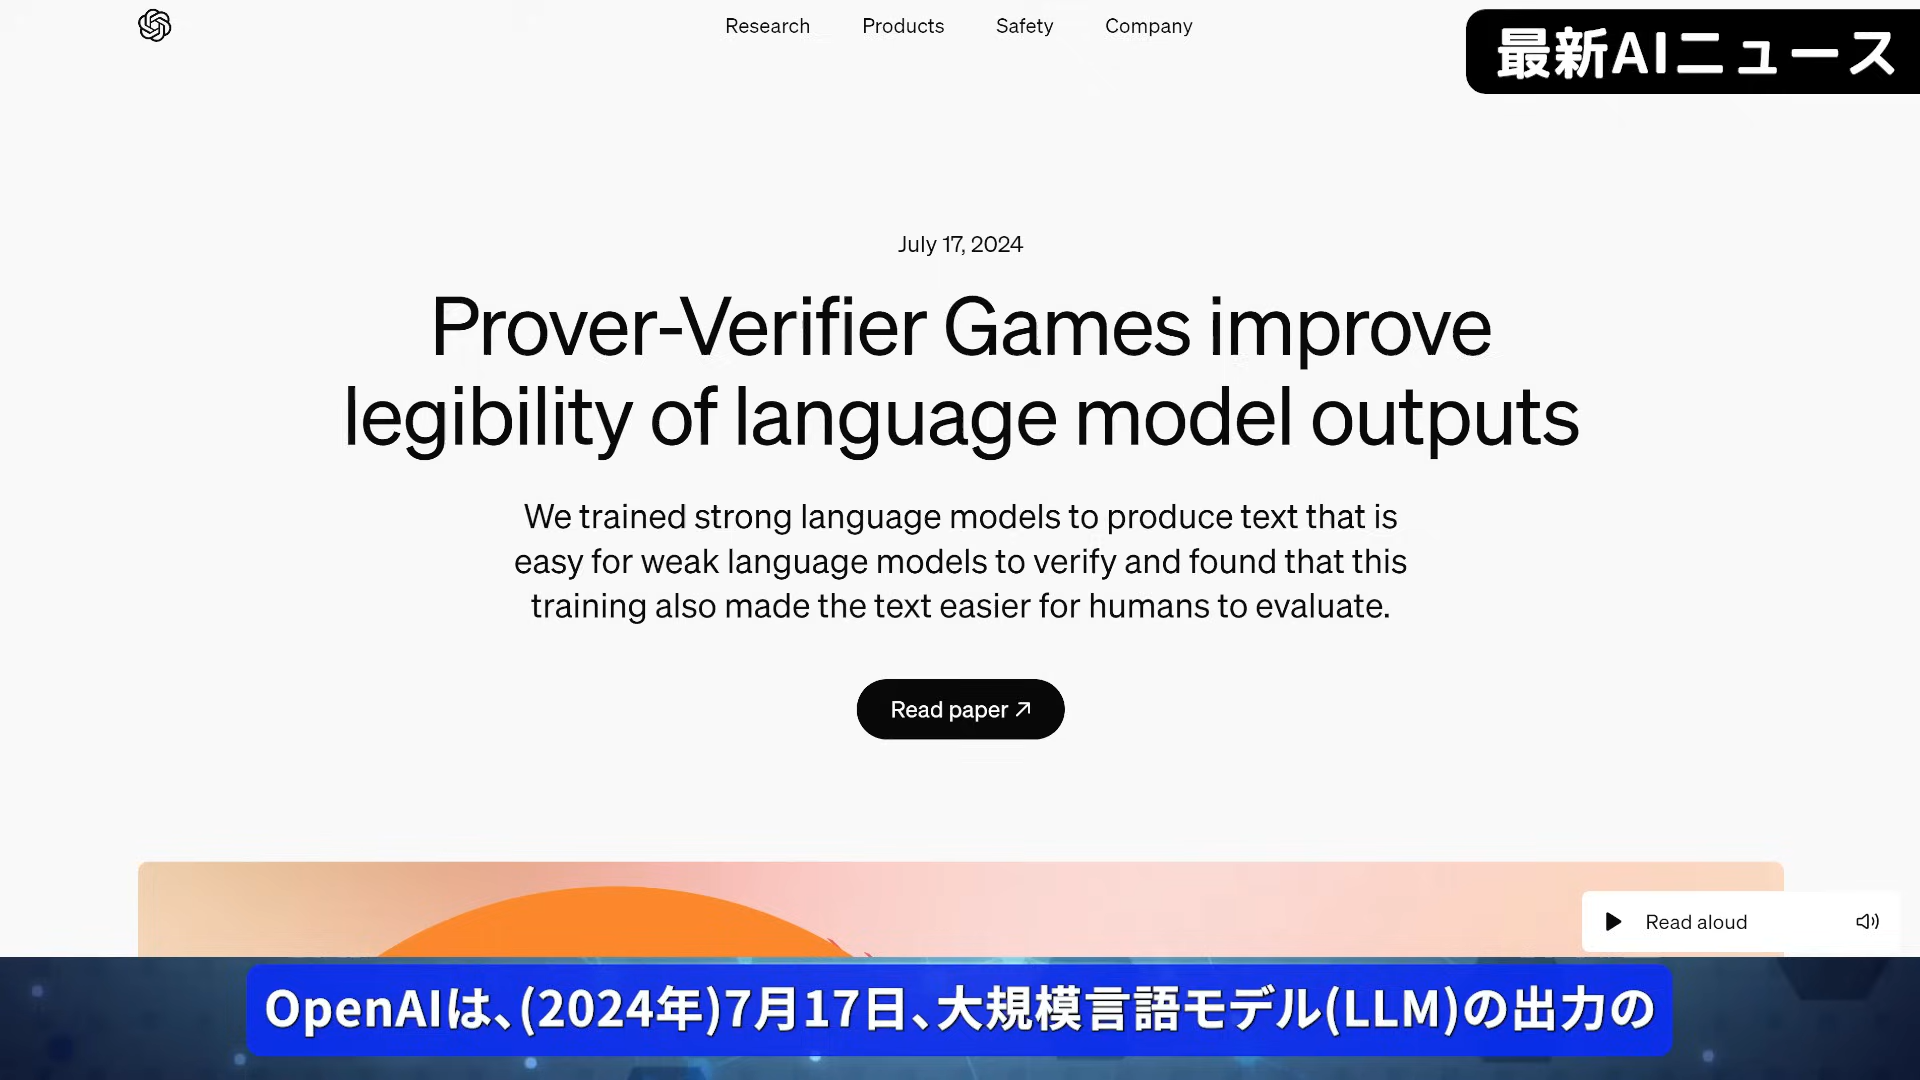 Research Products Safety Company
最新AIニュース
July 17, 2024
Prover-Verifier Games improve
legibility of language model outputs
We trained strong language models to produce text that is
easy for weak language models to verify and found that this
training also made the text easier for humans to evaluate.
Read paper ↗
Read aloud
OpenAIは、(2024年)7月17日、大規模言語モデル(LLM)の出力の